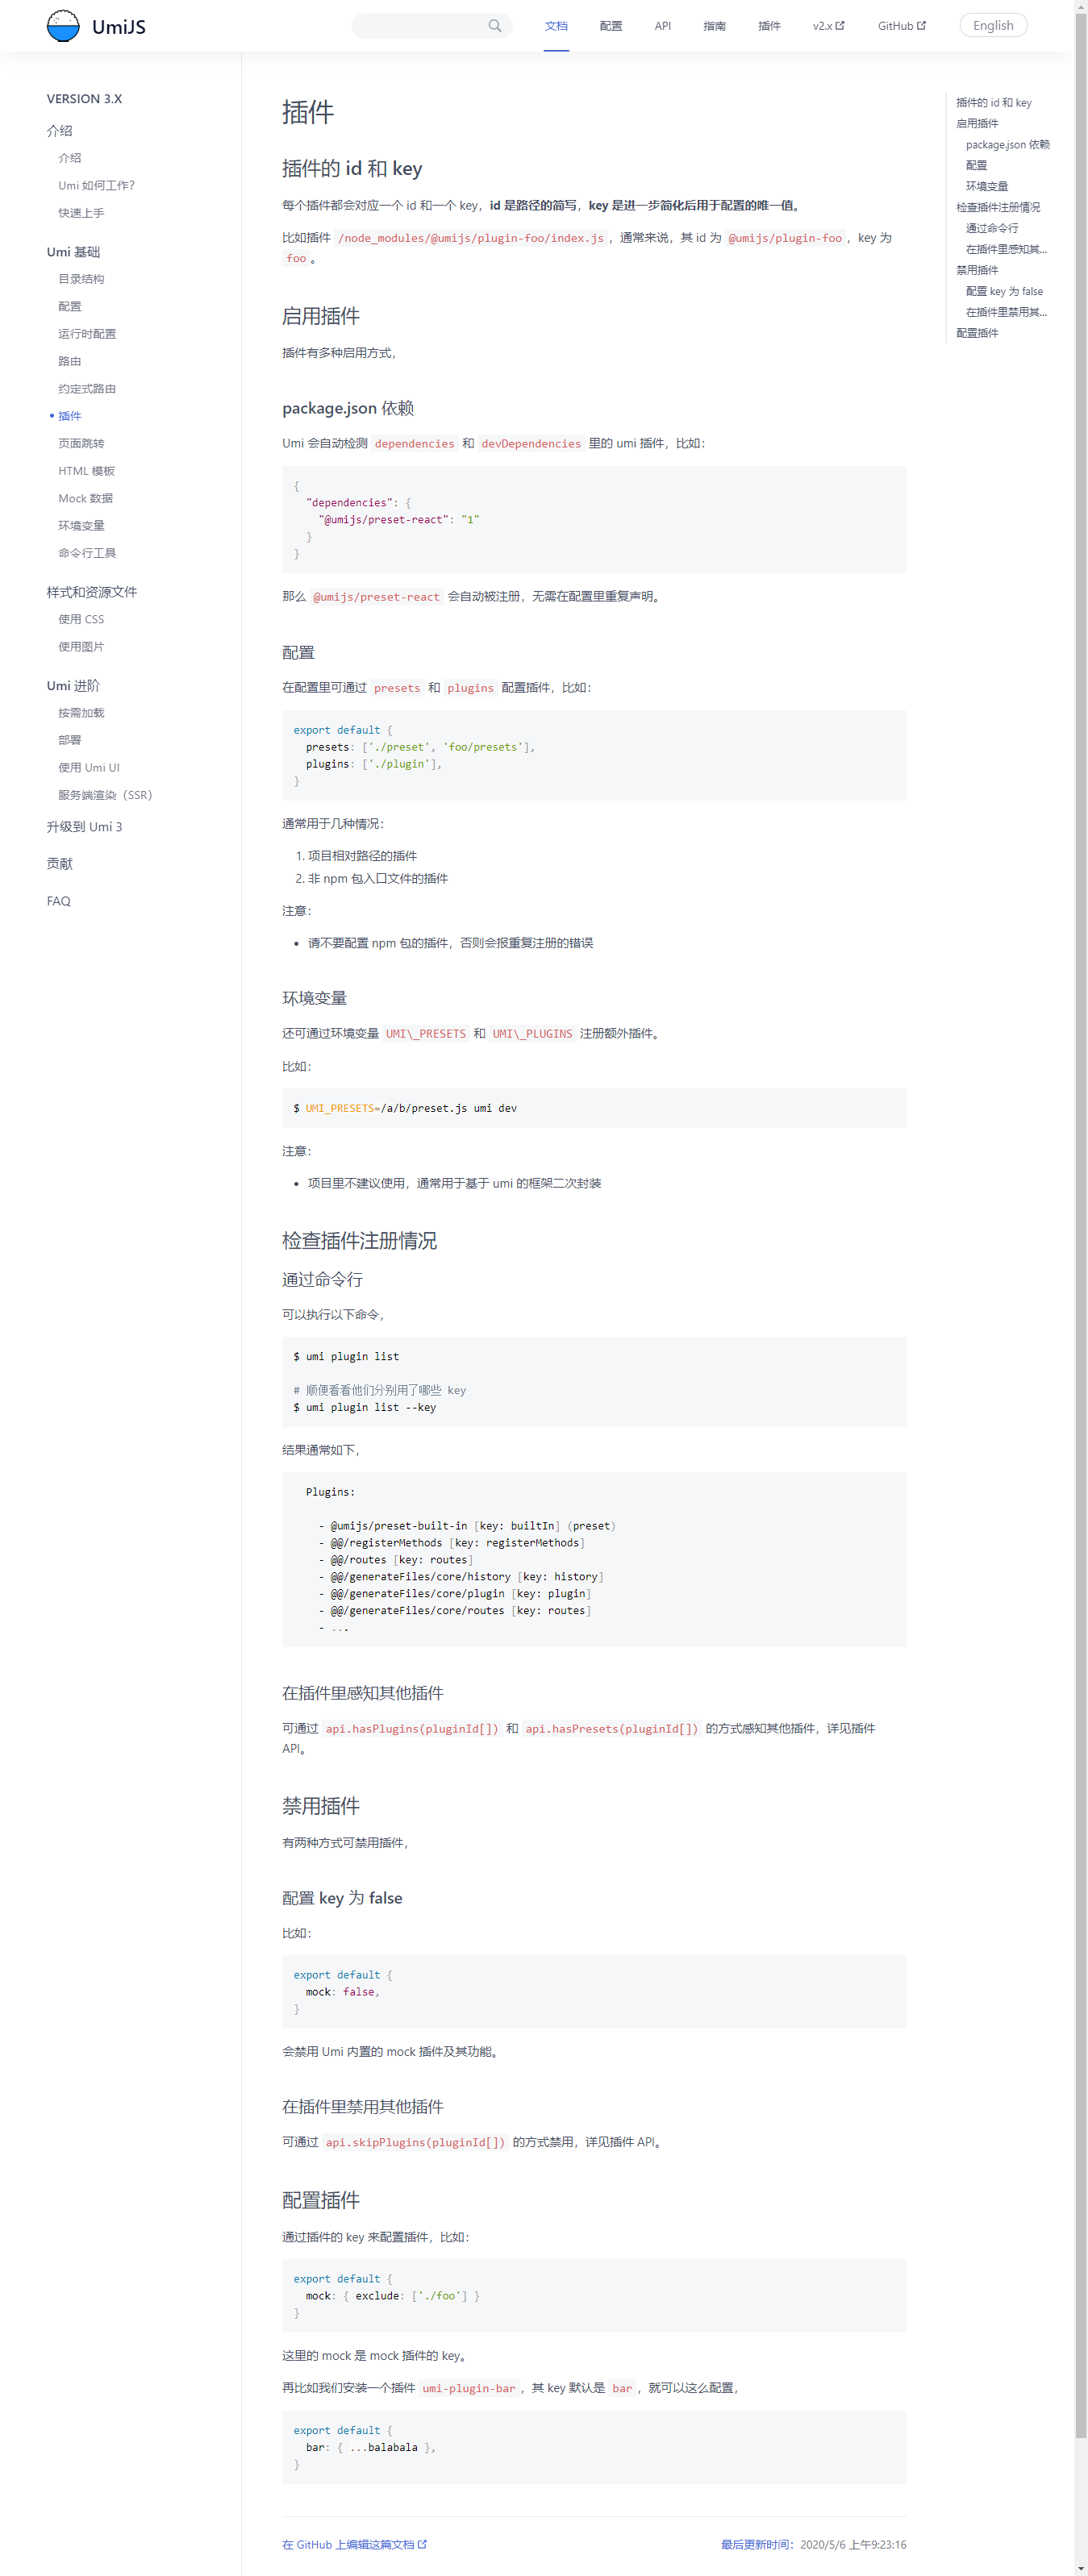 UmiJS
文档
配置
API
指南
插件
v2.x
GitHub
English
VERSION 3.X
介绍
介绍
Umi 如何工作?
快速上手
Umi 基础
目录结构
配置
运行时配置
路由
约定式路由
插件
页面跳转
HTML 模板
Mock 数据
环境变量
命令行工具
样式和资源文件
使用 CSS
使用图片
Umi 进阶
按需加载
部署
使用 Umi UI
服务端渲染（SSR）
升级到 Umi 3
贡献
FAQ
插件
插件的 id 和 key
每个插件都会对应一个 id 和一个 key，id 是路径的简写，key 是进一步简化后用于配置的唯一值。
比如插件 /node_modules/@umijs/plugin-foo/index.js，通常来说，其 id 为 @umijs/plugin-foo，key 为
foo。
启用插件
插件有多种启用方式，
package.json 依赖
Umi 会自动检测 dependencies 和 devDependencies 里的 umi 插件，比如：
{
  "dependencies": {
    "@umijs/preset-react": "1"
  }
}
那么 @umijs/preset-react 会自动被注册，无需在配置里重复声明。
配置
在配置里可通过 presets 和 plugins 配置插件，比如：
export default {
  presets: ['./preset', 'foo/presets'],
  plugins: ['./plugin'],
}
通常用于几种情况：
1. 项目相对路径的插件
2. 非 npm 包入口文件的插件
注意：
• 请不要配置 npm 包的插件，否则会报重复注册的错误
环境变量
还可通过环境变量 UMI\_PRESETS 和 UMI\_PLUGINS 注册额外插件。
比如：
$ UMI_PRESETS=/a/b/preset.js umi dev
注意：
• 项目里不建议使用，通常用于基于 umi 的框架二次封装
检查插件注册情况
通过命令行
可以执行以下命令，
$ umi plugin list
# 顺便看看他们分别用了哪些 key
$ umi plugin list --key
结果通常如下，
  Plugins:
    - @umijs/preset-built-in [key: builtIn] (preset)
    - @@/registerMethods [key: registerMethods]
    - @@/routes [key: routes]
    - @@/generateFiles/core/history [key: history]
    - @@/generateFiles/core/plugin [key: plugin]
    - @@/generateFiles/core/routes [key: routes]
    - ...
在插件里感知其他插件
可通过 api.hasPlugins(pluginId[]) 和 api.hasPresets(pluginId[]) 的方式感知其他插件，详见插件
API。
禁用插件
有两种方式可禁用插件，
配置 key 为 false
比如：
export default {
  mock: false,
}
会禁用 Umi 内置的 mock 插件及其功能。
在插件里禁用其他插件
可通过 api.skipPlugins(pluginId[]) 的方式禁用，详见插件 API。
配置插件
通过插件的 key 来配置插件，比如：
export default {
  mock: { exclude: ['./foo'] }
}
这里的 mock 是 mock 插件的 key。
再比如我们安装一个插件 umi-plugin-bar，其 key 默认是 bar，就可以这么配置，
export default {
  bar: { ...balabala },
}
在 GitHub 上编辑这篇文档
最后更新时间：2020/5/6 上午9:23:16
插件的 id 和 key
启用插件
package.json 依赖
配置
环境变量
检查插件注册情况
通过命令行
在插件里感知其...
禁用插件
配置 key 为 false
在插件里禁用其...
配置插件